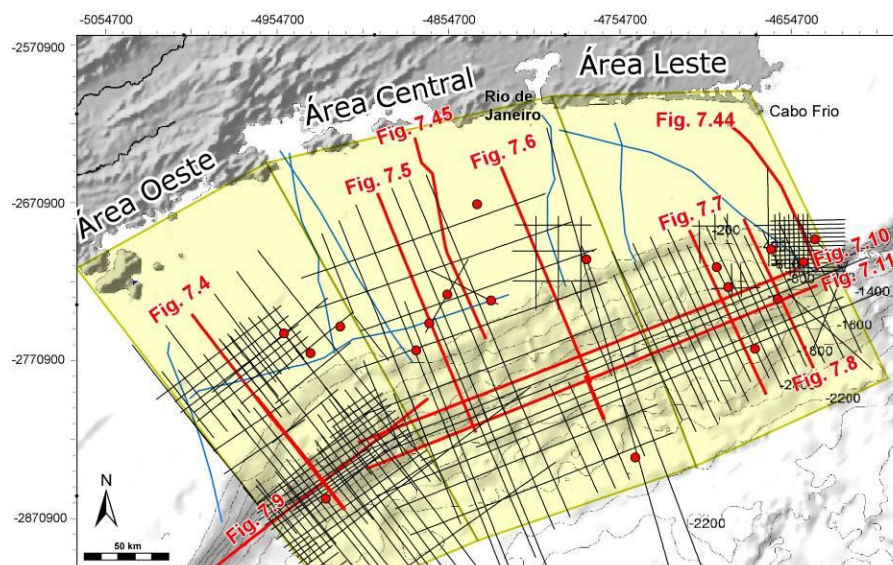 -5054700
-4954700
-4854700
-4754700
-4654700
-2570900
-2670900
-2770900
-2870900
Área Oeste
Área Central
Área Leste
Rio de
Janeiro
Cabo Frio
Fig. 7.45
Fig. 7.5
Fig. 7.6
Fig. 7.44
Fig. 7.4
Fig. 7.7
Fig. 7.10
Fig. 7.11
Fig. 7.8
Fig. 7.9
-200
-800
-1400
-1600
-800
-2200
-2200
N
50 km